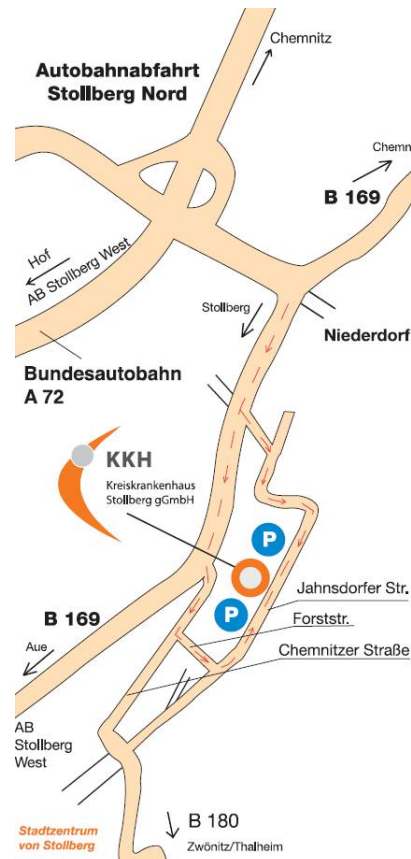 Chemnitz
Autobahnabfahrt
Stollberg Nord
Chemn
B 169
Hof
AB Stollberg West
Stollberg
Niederdorf
Bundesautobahn
A 72
KKH
Kreiskrankenhaus
Stollberg gGmbH
P
P
Jahnsdorfer Str.
B 169
Forststr.
Aue
Chemnitzer Straße
AB
Stollberg
West
B 180
Stadtzentrum
von Stollberg
Zwönitz/Thalheim